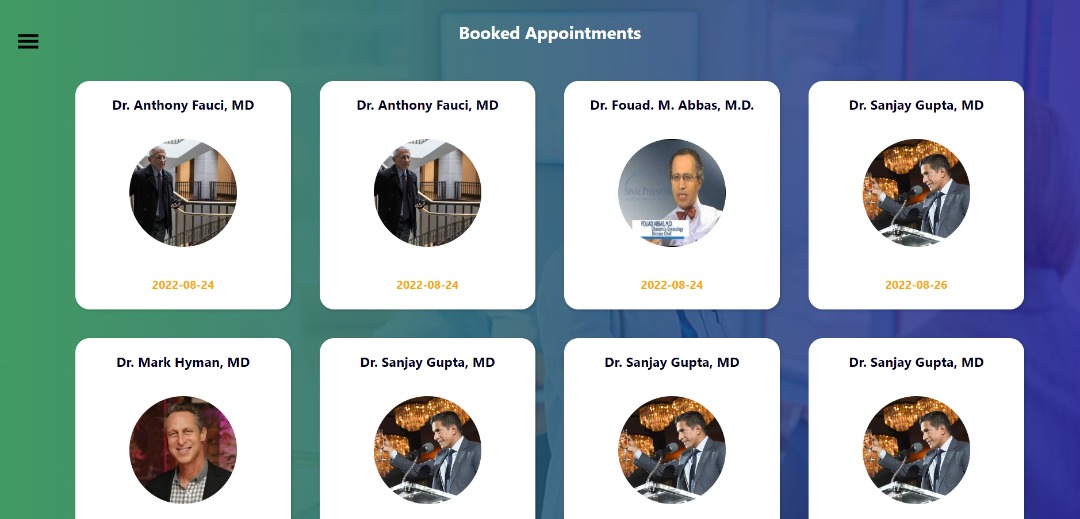 Booked Appointments
Dr. Anthony Fauci, MD
Dr. Anthony Fauci, MD
Dr. Fouad. M. Abbas, M.D.
Dr. Sanjay Gupta, MD
FOUAD ABBAS, M.D.
2022-08-24
2022-08-24
2022-08-24
2022-08-26
Dr. Mark Hyman, MD
Dr. Sanjay Gupta, MD
Dr. Sanjay Gupta, MD
Dr. Sanjay Gupta, MD